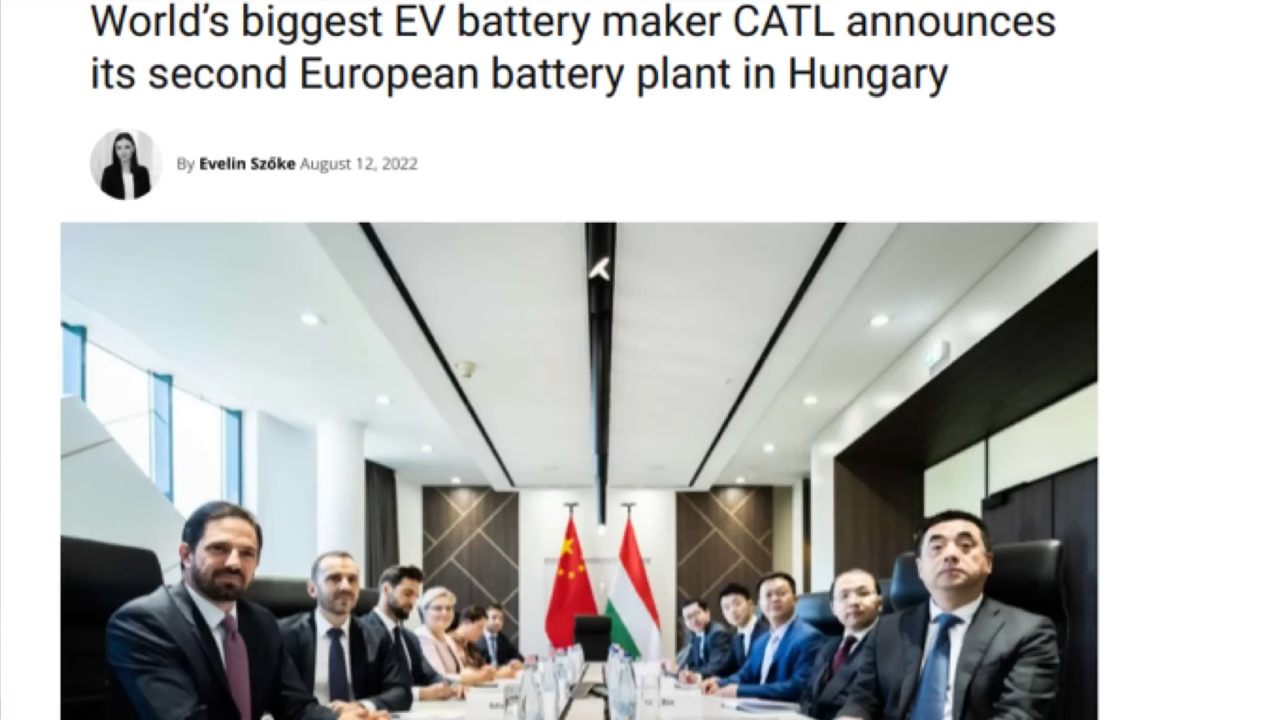 World’s biggest EV battery maker CATL announces
its second European battery plant in Hungary
By Evelin Szőke August 12, 2022